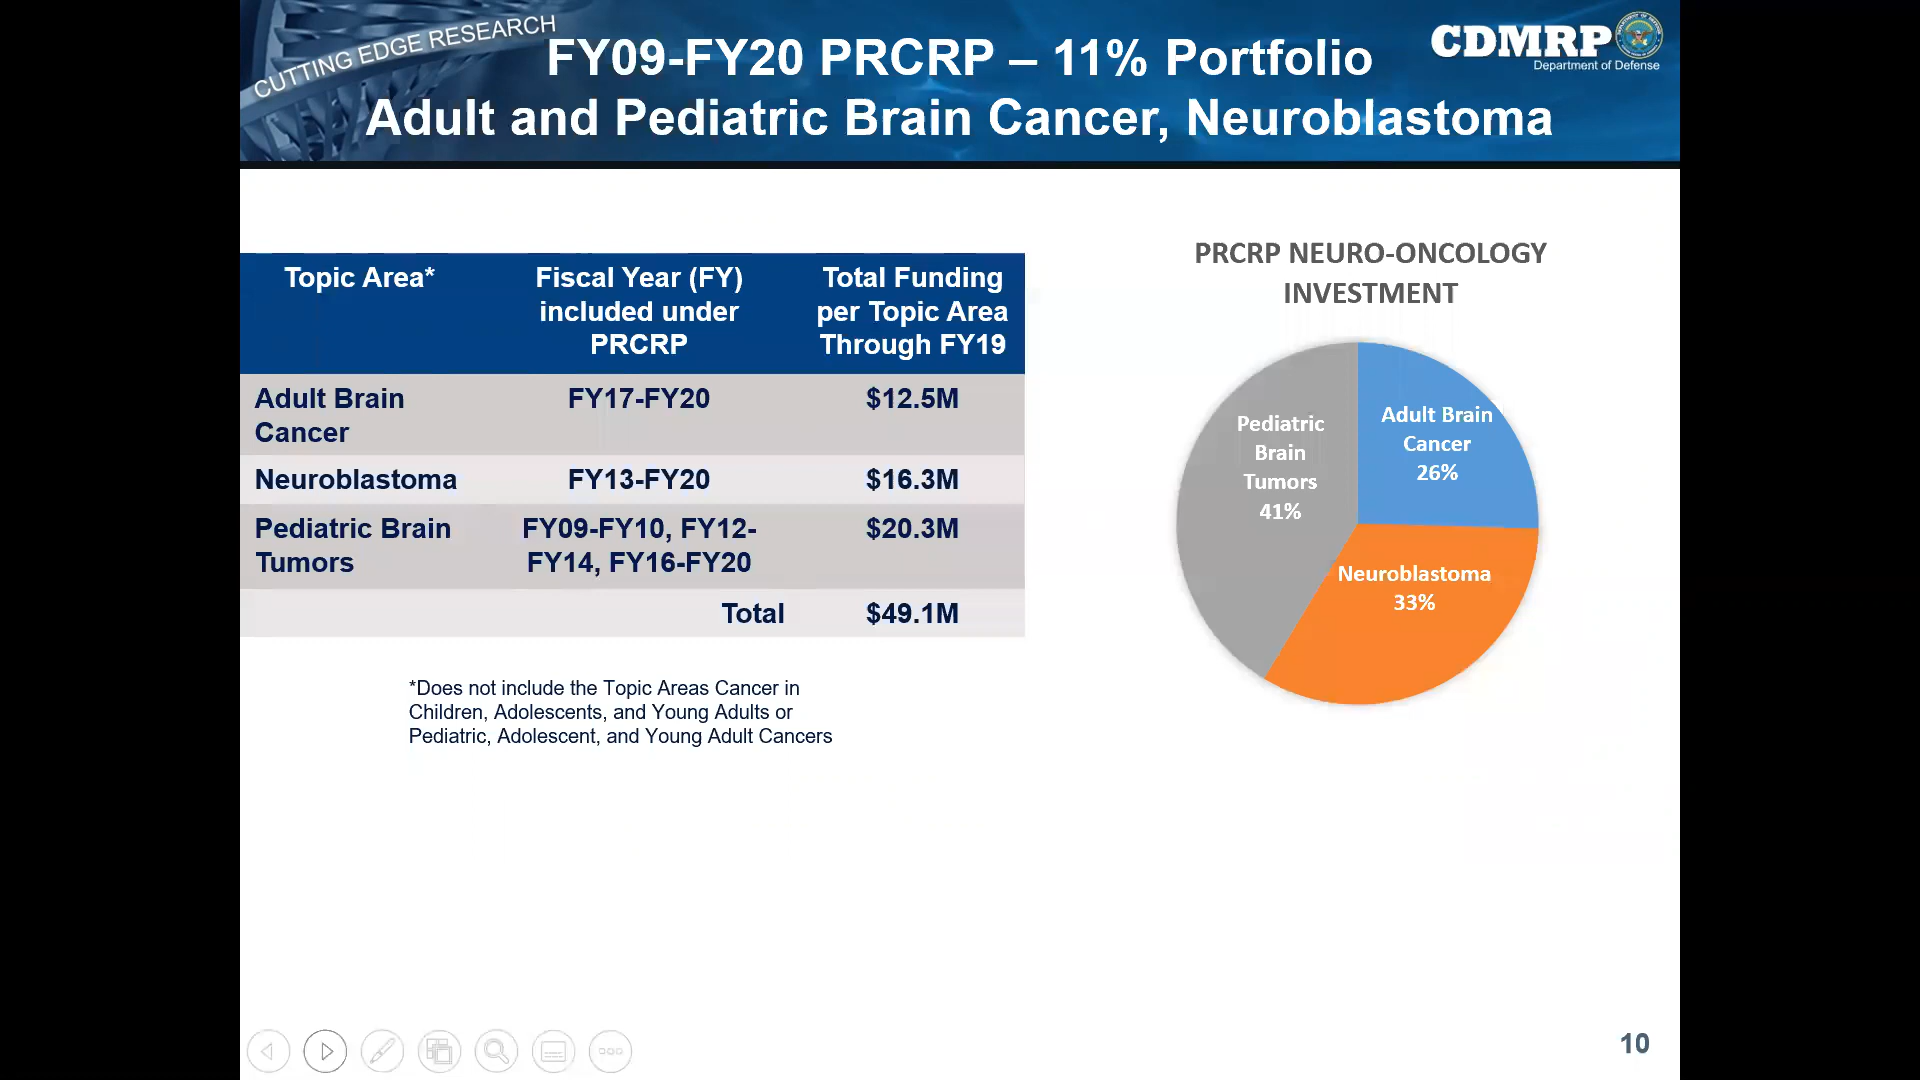 CUTTING EDGE RESEARCH
FY09-FY20 PRCRP – 11% Portfolio
Adult and Pediatric Brain Cancer, Neuroblastoma
CDMRP
Department of Defense
Topic Area*
Fiscal Year (FY)
included under
PRCRP
Total Funding
per Topic Area
Through FY19
Adult Brain
Cancer
FY17-FY20
$12.5M
Neuroblastoma
FY13-FY20
$16.3M
Pediatric Brain
Tumors
FY09-FY10, FY12-
FY14, FY16-FY20
$20.3M
Total
$49.1M
*Does not include the Topic Areas Cancer in
Children, Adolescents, and Young Adults or
Pediatric, Adolescent, and Young Adult Cancers
PRCRP NEURO-ONCOLOGY
INVESTMENT
Pediatric
Brain
Tumors
41%
Adult Brain
Cancer
26%
Neuroblastoma
33%
10